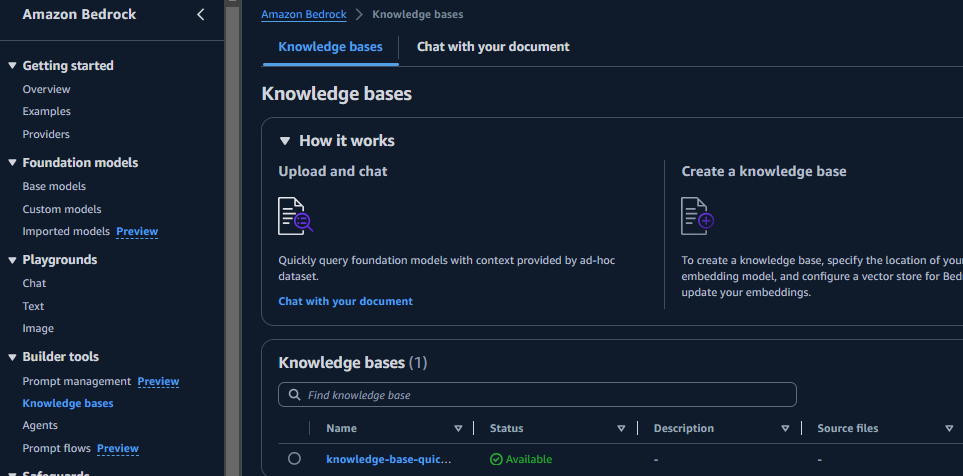 Amazon Bedrock
Getting started
Overview
Examples
Providers
Foundation models
Base models
Custom models
Imported models Preview
Playgrounds
Chat
Text
Image
Builder tools
Prompt management Preview
Knowledge bases
Agents
Prompt flows Preview
Safeguards
Amazon Bedrock > Knowledge bases
Knowledge bases Chat with your document
Knowledge bases
How it works
Upload and chat
Quickly query foundation models with context provided by ad-hoc
dataset.
Chat with your document
Create a knowledge base
To create a knowledge base, specify the location of your
embedding model, and configure a vector store for Bed
update your embeddings.
Knowledge bases (1)
Find knowledge base
Name Status Description Source files
knowledge-base-quic... Available - -